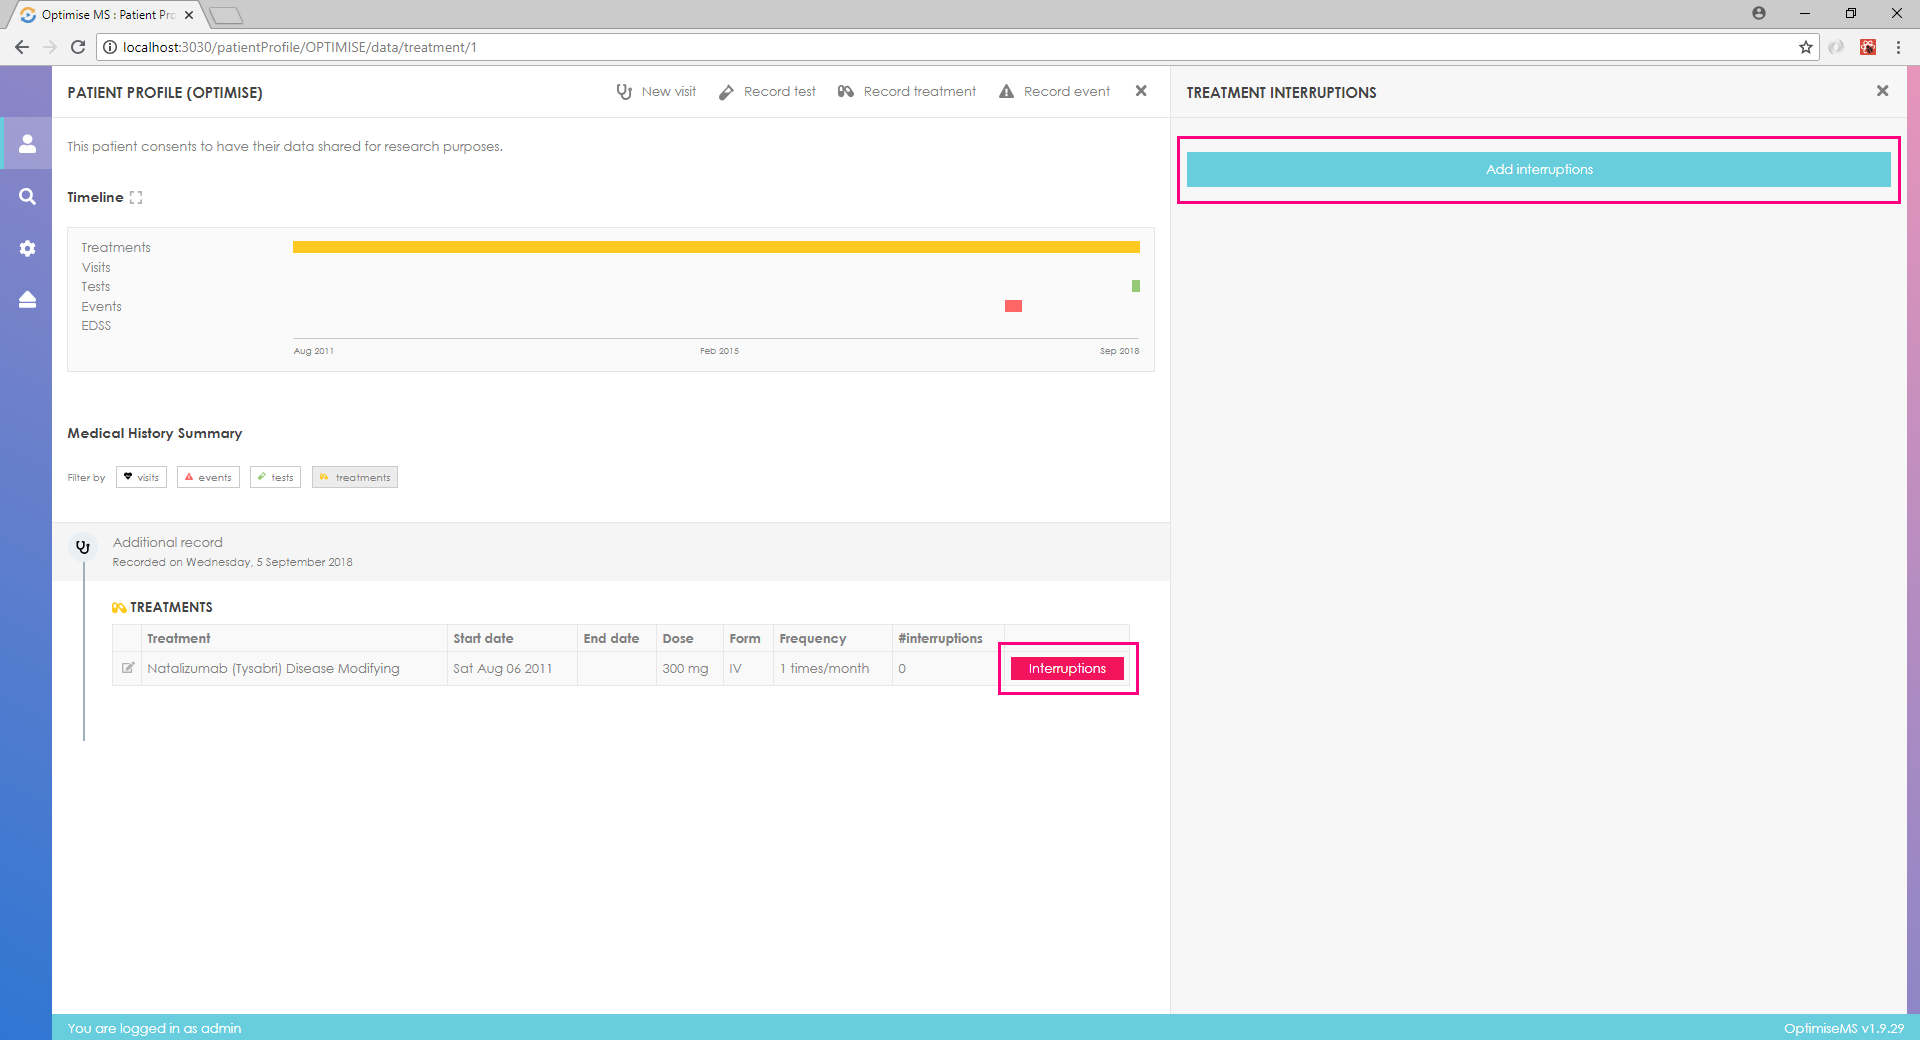 Optimise MS : Patient Pro
localhost:3030/patientProfile/OPTIMISE/data/treatment/1
PATIENT PROFILE (OPTIMISE)
New visit
Record test
Record treatment
Record event
This patient consents to have their data shared for research purposes.
Timeline
Treatments
Visits
Tests
Events
EDSS
Aug 2011
Feb 2015
Sep 2018
Medical History Summary
Filter by
visits
events
tests
treatments
Additional record
Recorded on Wednesday, 5 September 2018
TREATMENTS
Treatment Start date End date Dose Form Frequency #interruptions
Natalizumab (Tysabri) Disease Modifying Sat Aug 06 2011 300 mg IV 1 times/month 0 Interruptions
TREATMENT INTERRUPTIONS
Add interruptions
You are logged in as admin
OptimiseMS v1.9.29